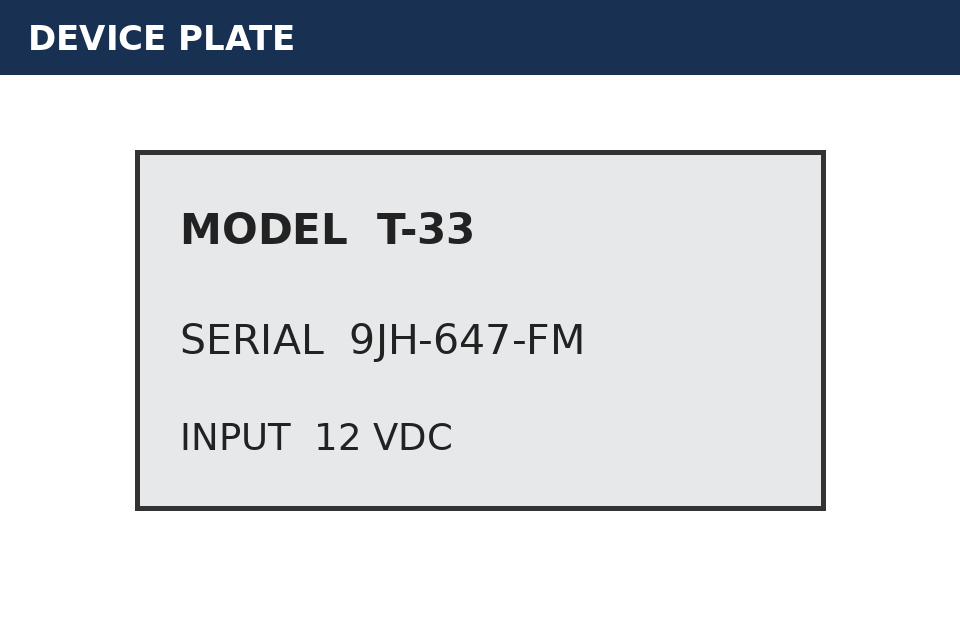 DEVICE PLATE
MODEL  T-33
SERIAL  9JH-647-FM
INPUT  12 VDC